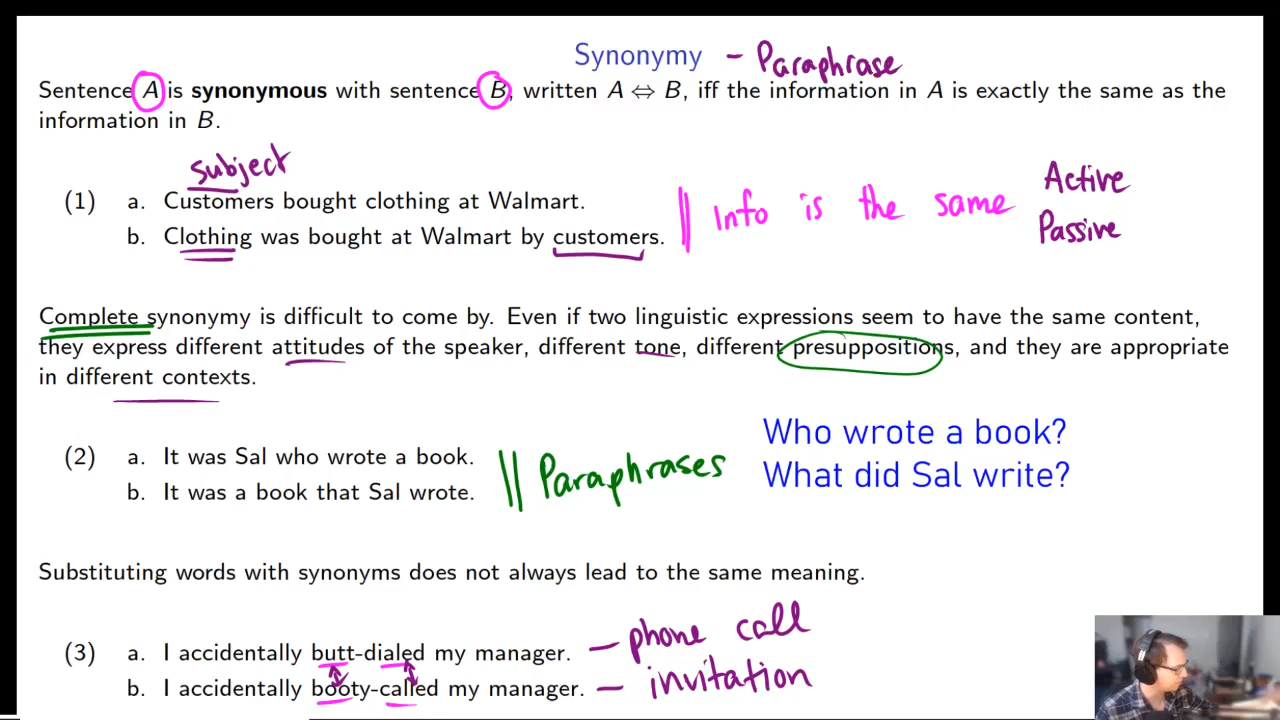 Synonymy – Paraphrase
Sentence A is synonymous with sentence B, written A ⇔ B, iff the information in A is exactly the same as the
information in B.
subject
(1) a. Customers bought clothing at Walmart.
b. Clothing was bought at Walmart by customers.
Info is the same
Active
Passive
Complete synonymy is difficult to come by. Even if two linguistic expressions seem to have the same content,
they express different attitudes of the speaker, different tone, different presuppositions, and they are appropriate
in different contexts.
(2) a. It was Sal who wrote a book.
b. It was a book that Sal wrote.
Paraphrases
Who wrote a book?
What did Sal write?
Substituting words with synonyms does not always lead to the same meaning.
(3) a. I accidentally butt-dialed my manager. – phone call
b. I accidentally booty-called my manager. – invitation